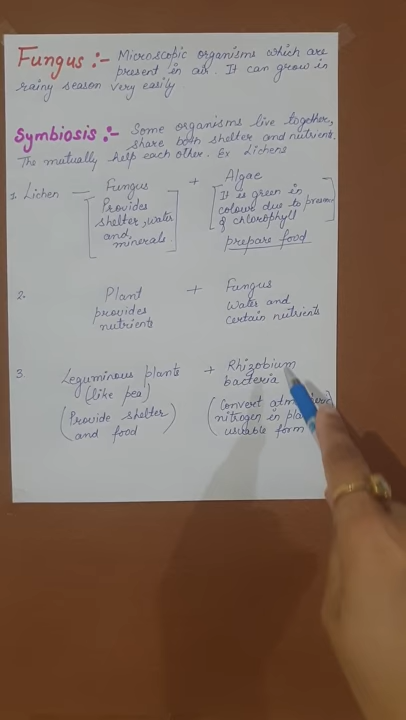 Fungus :- Microscopic organisms which are
present in air. It can grow in
rainy season very easily
Symbiosis :- Some organisms live together,
share both shelter and nutrients.
The mutually help each other. Ex Lichens
1. Lichen — Fungus + Algae
[Provides shelter, water and minerals.]
[It is green in colour due to presence of chlorophyll]
prepare food
2. Plant + Fungus
provides nutrients
Water and certain nutrients
3. Leguminous plants + Rhizobium
(like pea) bacteria
(Provide shelter and food)
(Convert nitrogen in usuable form